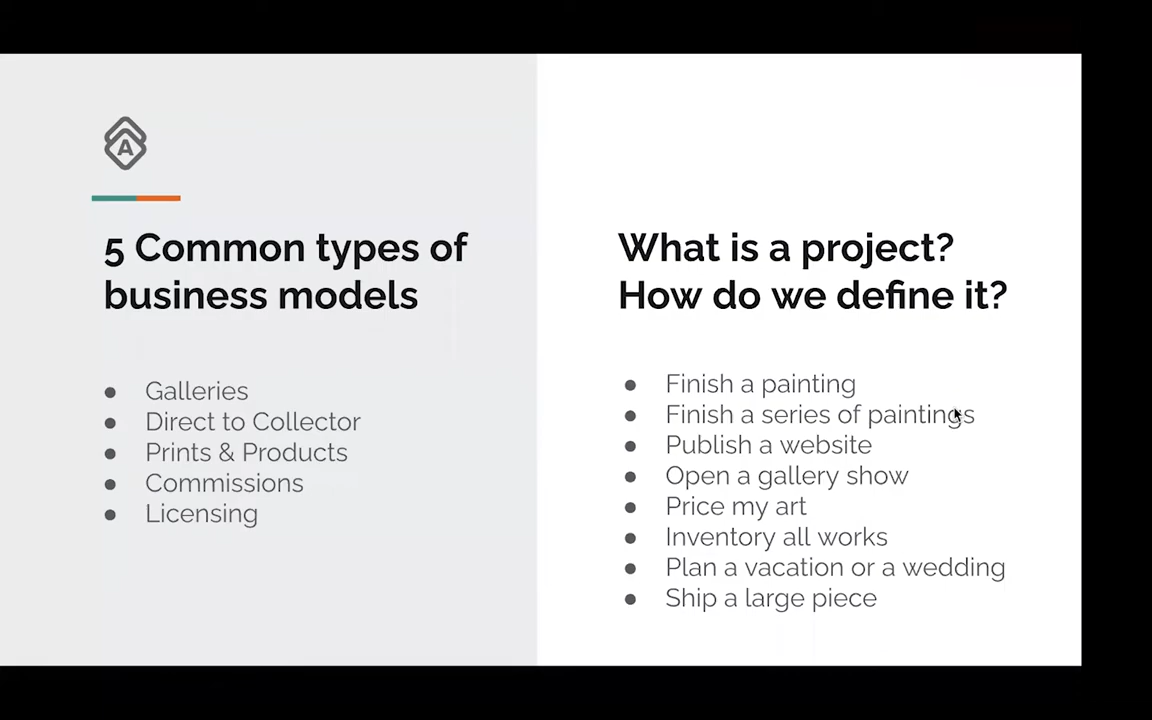 A
5 Common types of
business models
● Galleries
● Direct to Collector
● Prints & Products
● Commissions
● Licensing
What is a project?
How do we define it?
● Finish a painting
● Finish a series of paintings
● Publish a website
● Open a gallery show
● Price my art
● Inventory all works
● Plan a vacation or a wedding
● Ship a large piece